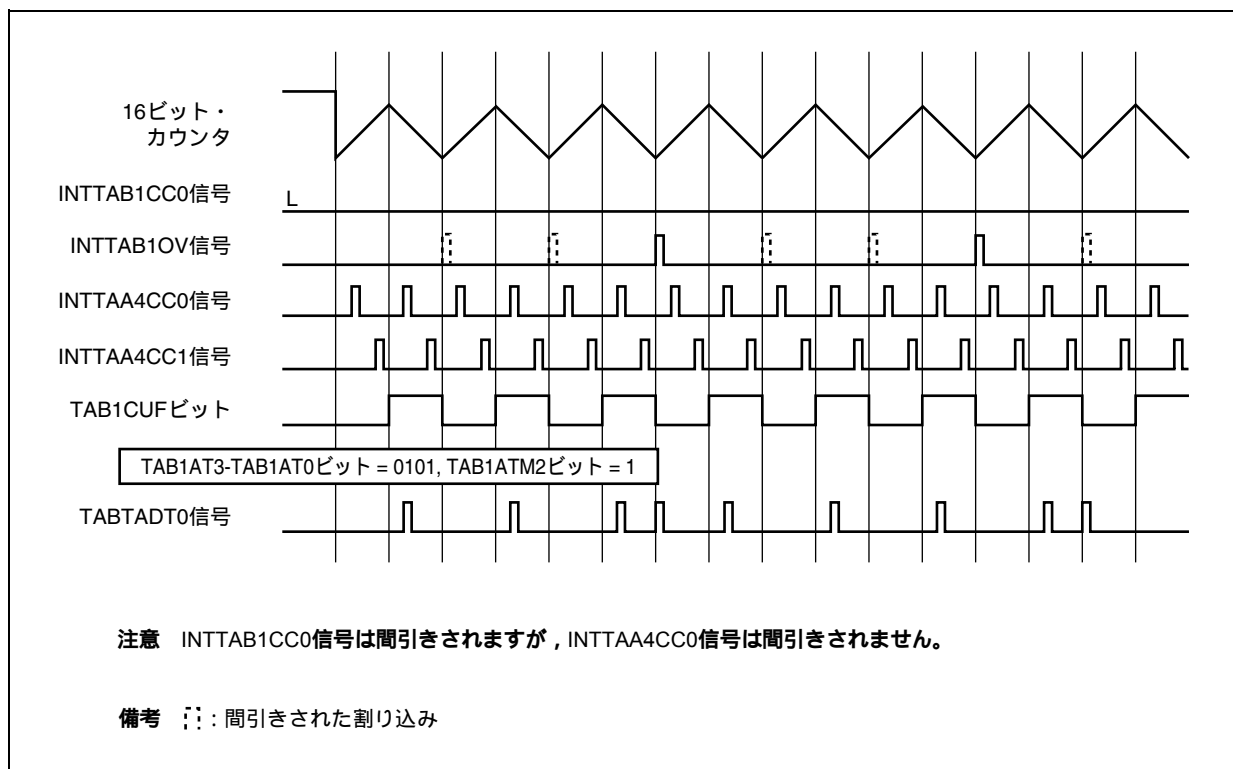 16ビット・
カウンタ
INTTAB1CC0信号
L
INTTAB1OV信号
INTTAA4CC0信号
INTTAA4CC1信号
TAB1CUFビット
TAB1AT3-TAB1AT0ビット = 0101, TAB1ATM2ビット = 1
TABTADT0信号
注意 INTTAB1CC0信号は間引きされますが，INTTAA4CC0信号は間引きされません。
備考 : 間引きされた割り込み